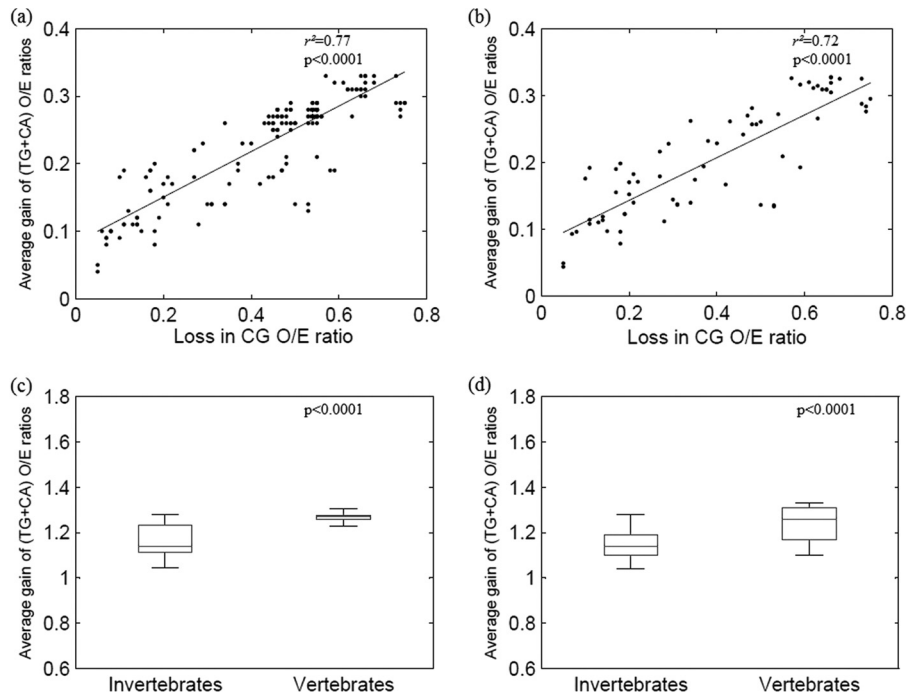 (a)
r²=0.77
p<0.0001
Average gain of (TG+CA) O/E ratios
0.4
0.3
0.2
0.1
0
0.2
0.4
0.6
0.8
Loss in CG O/E ratio
(b)
r²=0.72
p<0.0001
Average gain of (TG+CA) O/E ratios
0.4
0.3
0.2
0.1
0
0
0.2
0.4
0.6
0.8
Loss in CG O/E ratio
(c)
p<0.0001
Average gain of (TG+CA) O/E ratios
1.8
1.6
1.4
1.2
1
0.8
0.6
Invertebrates
Vertebrates
(d)
p<0.0001
Average gain of (TG+CA) O/E ratios
1.8
1.6
1.4
1.2
1
0.8
0.6
Invertebrates
Vertebrates